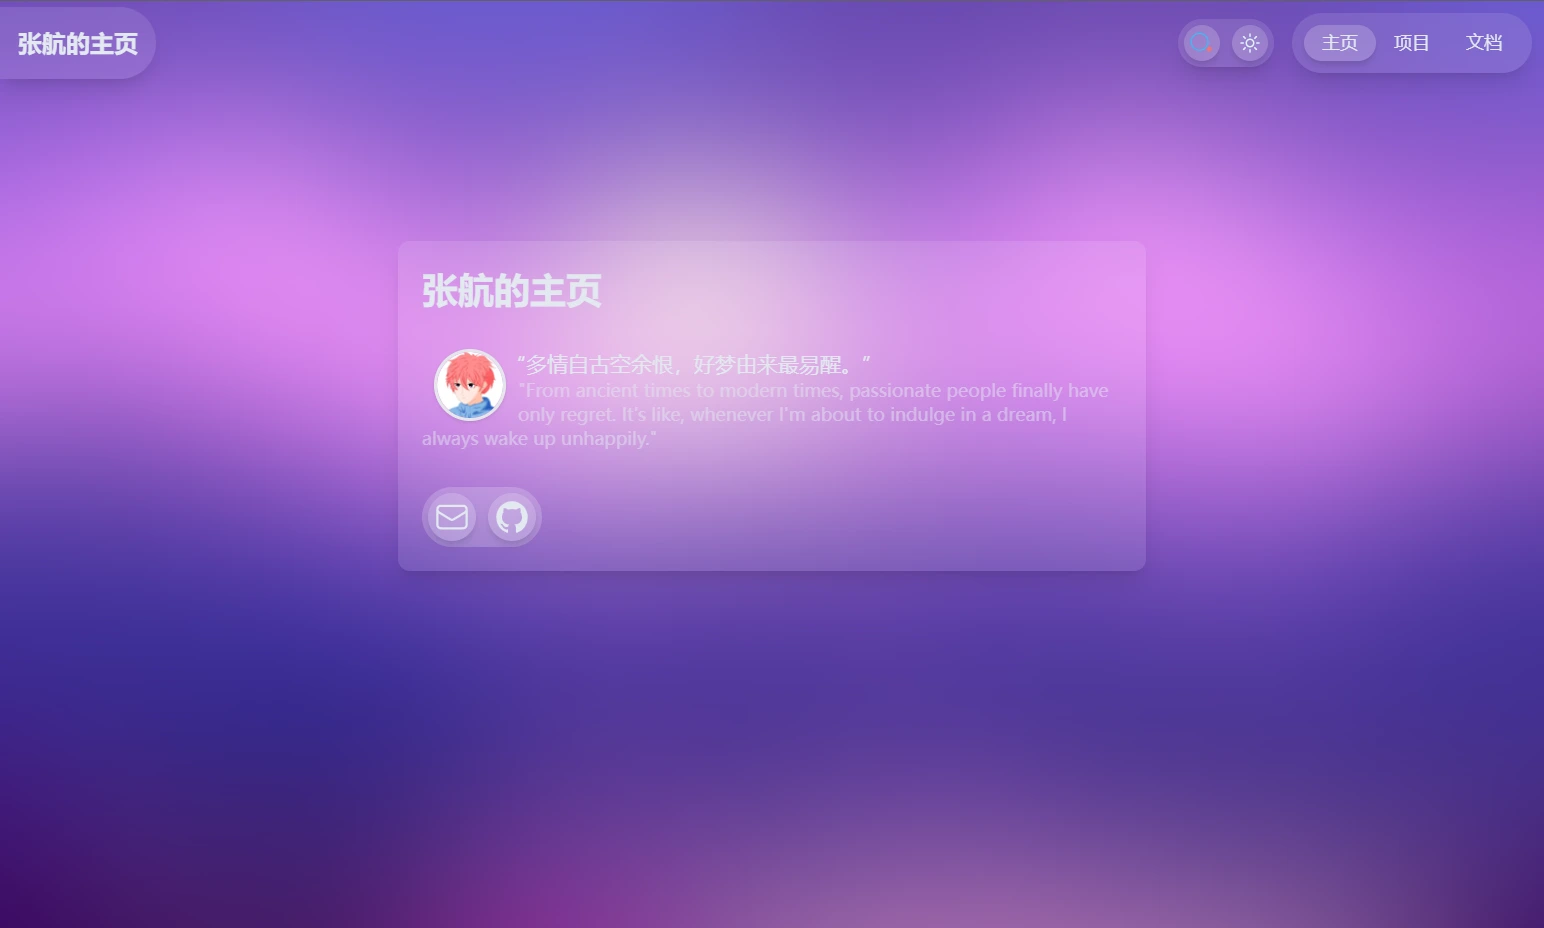 张航的主页
主页
项目
文档
张航的主页
“多情自古空余恨，好梦由来最易醒。”
"From ancient times to modern times, passionate people finally have
only regret. It's like, whenever I'm about to indulge in a dream, I
always wake up unhappily."